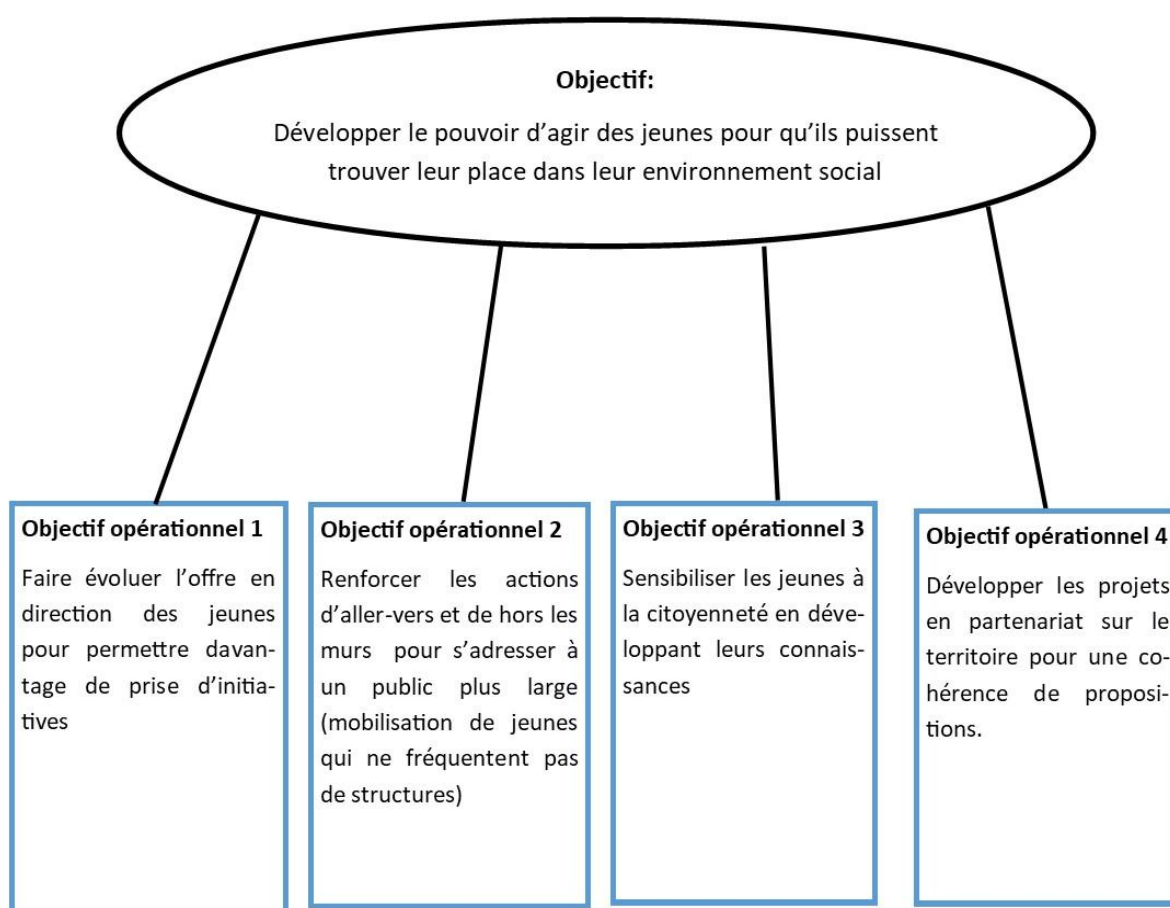 Objectif:
Développer le pouvoir d’agir des jeunes pour qu’ils puissent
trouver leur place dans leur environnement social
Objectif opérationnel 1
Faire évoluer l’offre en
direction des jeunes
pour permettre davan-
tage de prise d’initia-
tives
Objectif opérationnel 2
Renforcer les actions
d’aller-vers et de hors les
murs pour s’adresser à
un public plus large
(mobilisation de jeunes
qui ne fréquentent pas
de structures)
Objectif opérationnel 3
Sensibiliser les jeunes à
la citoyenneté en déve-
loppant leurs connais-
sances
Objectif opérationnel 4
Développer les projets
en partenariat sur le
territoire pour une co-
hérence de proposi-
tions.